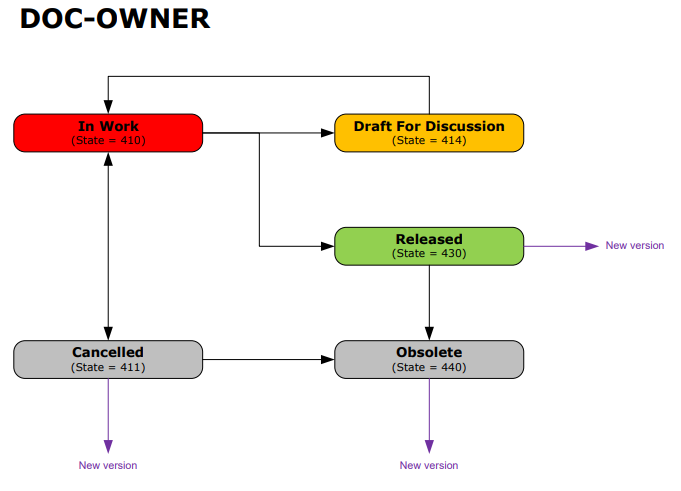 DOC-OWNER
In Work
(State = 410)
Draft For Discussion
(State = 414)
Released
(State = 430)
New version
Cancelled
(State = 411)
Obsolete
(State = 440)
New version
New version